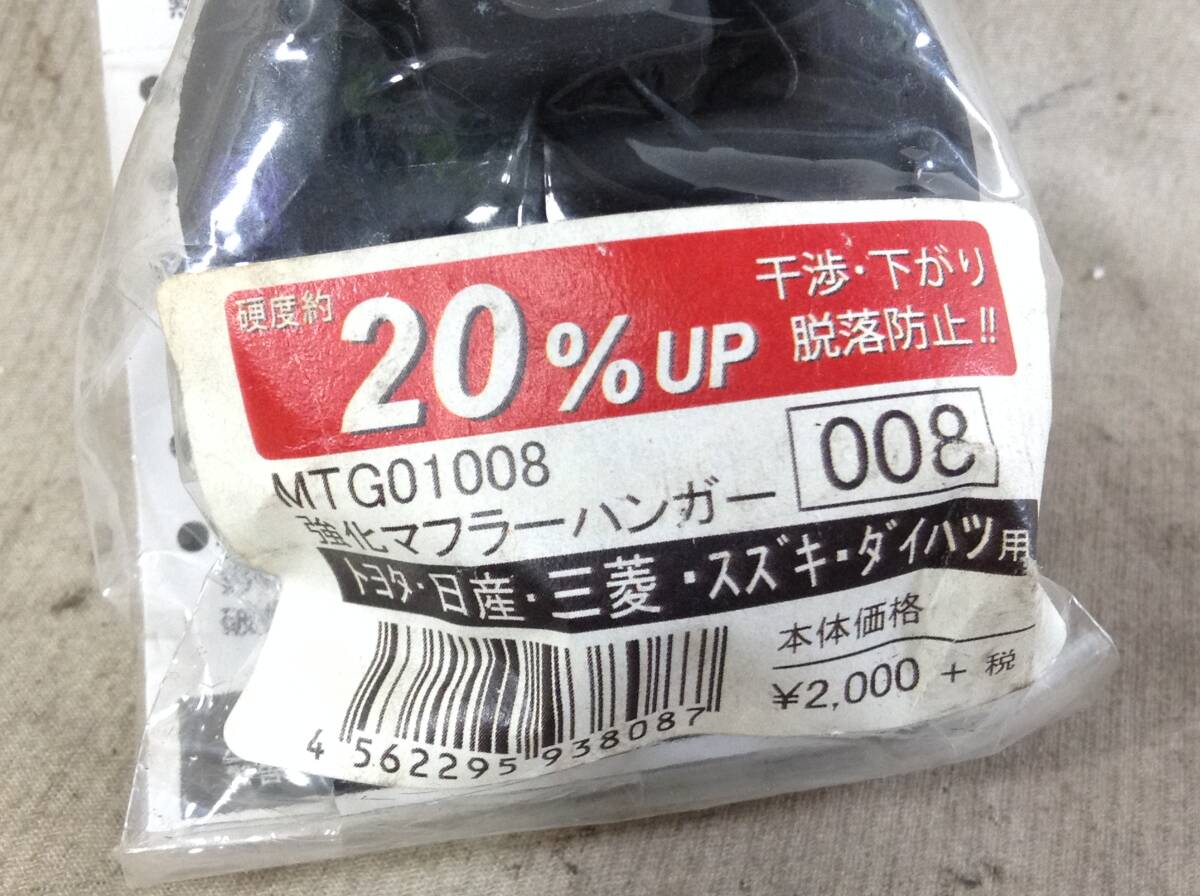 硬度約
20%UP
干渉・下がり
脱落防止!!
MTG01008
008
強化マフラーハンガー
トヨタ・日産・三菱・スズキ・ダイハツ用
本体価格
¥2,000 + 税
4 562295 938087